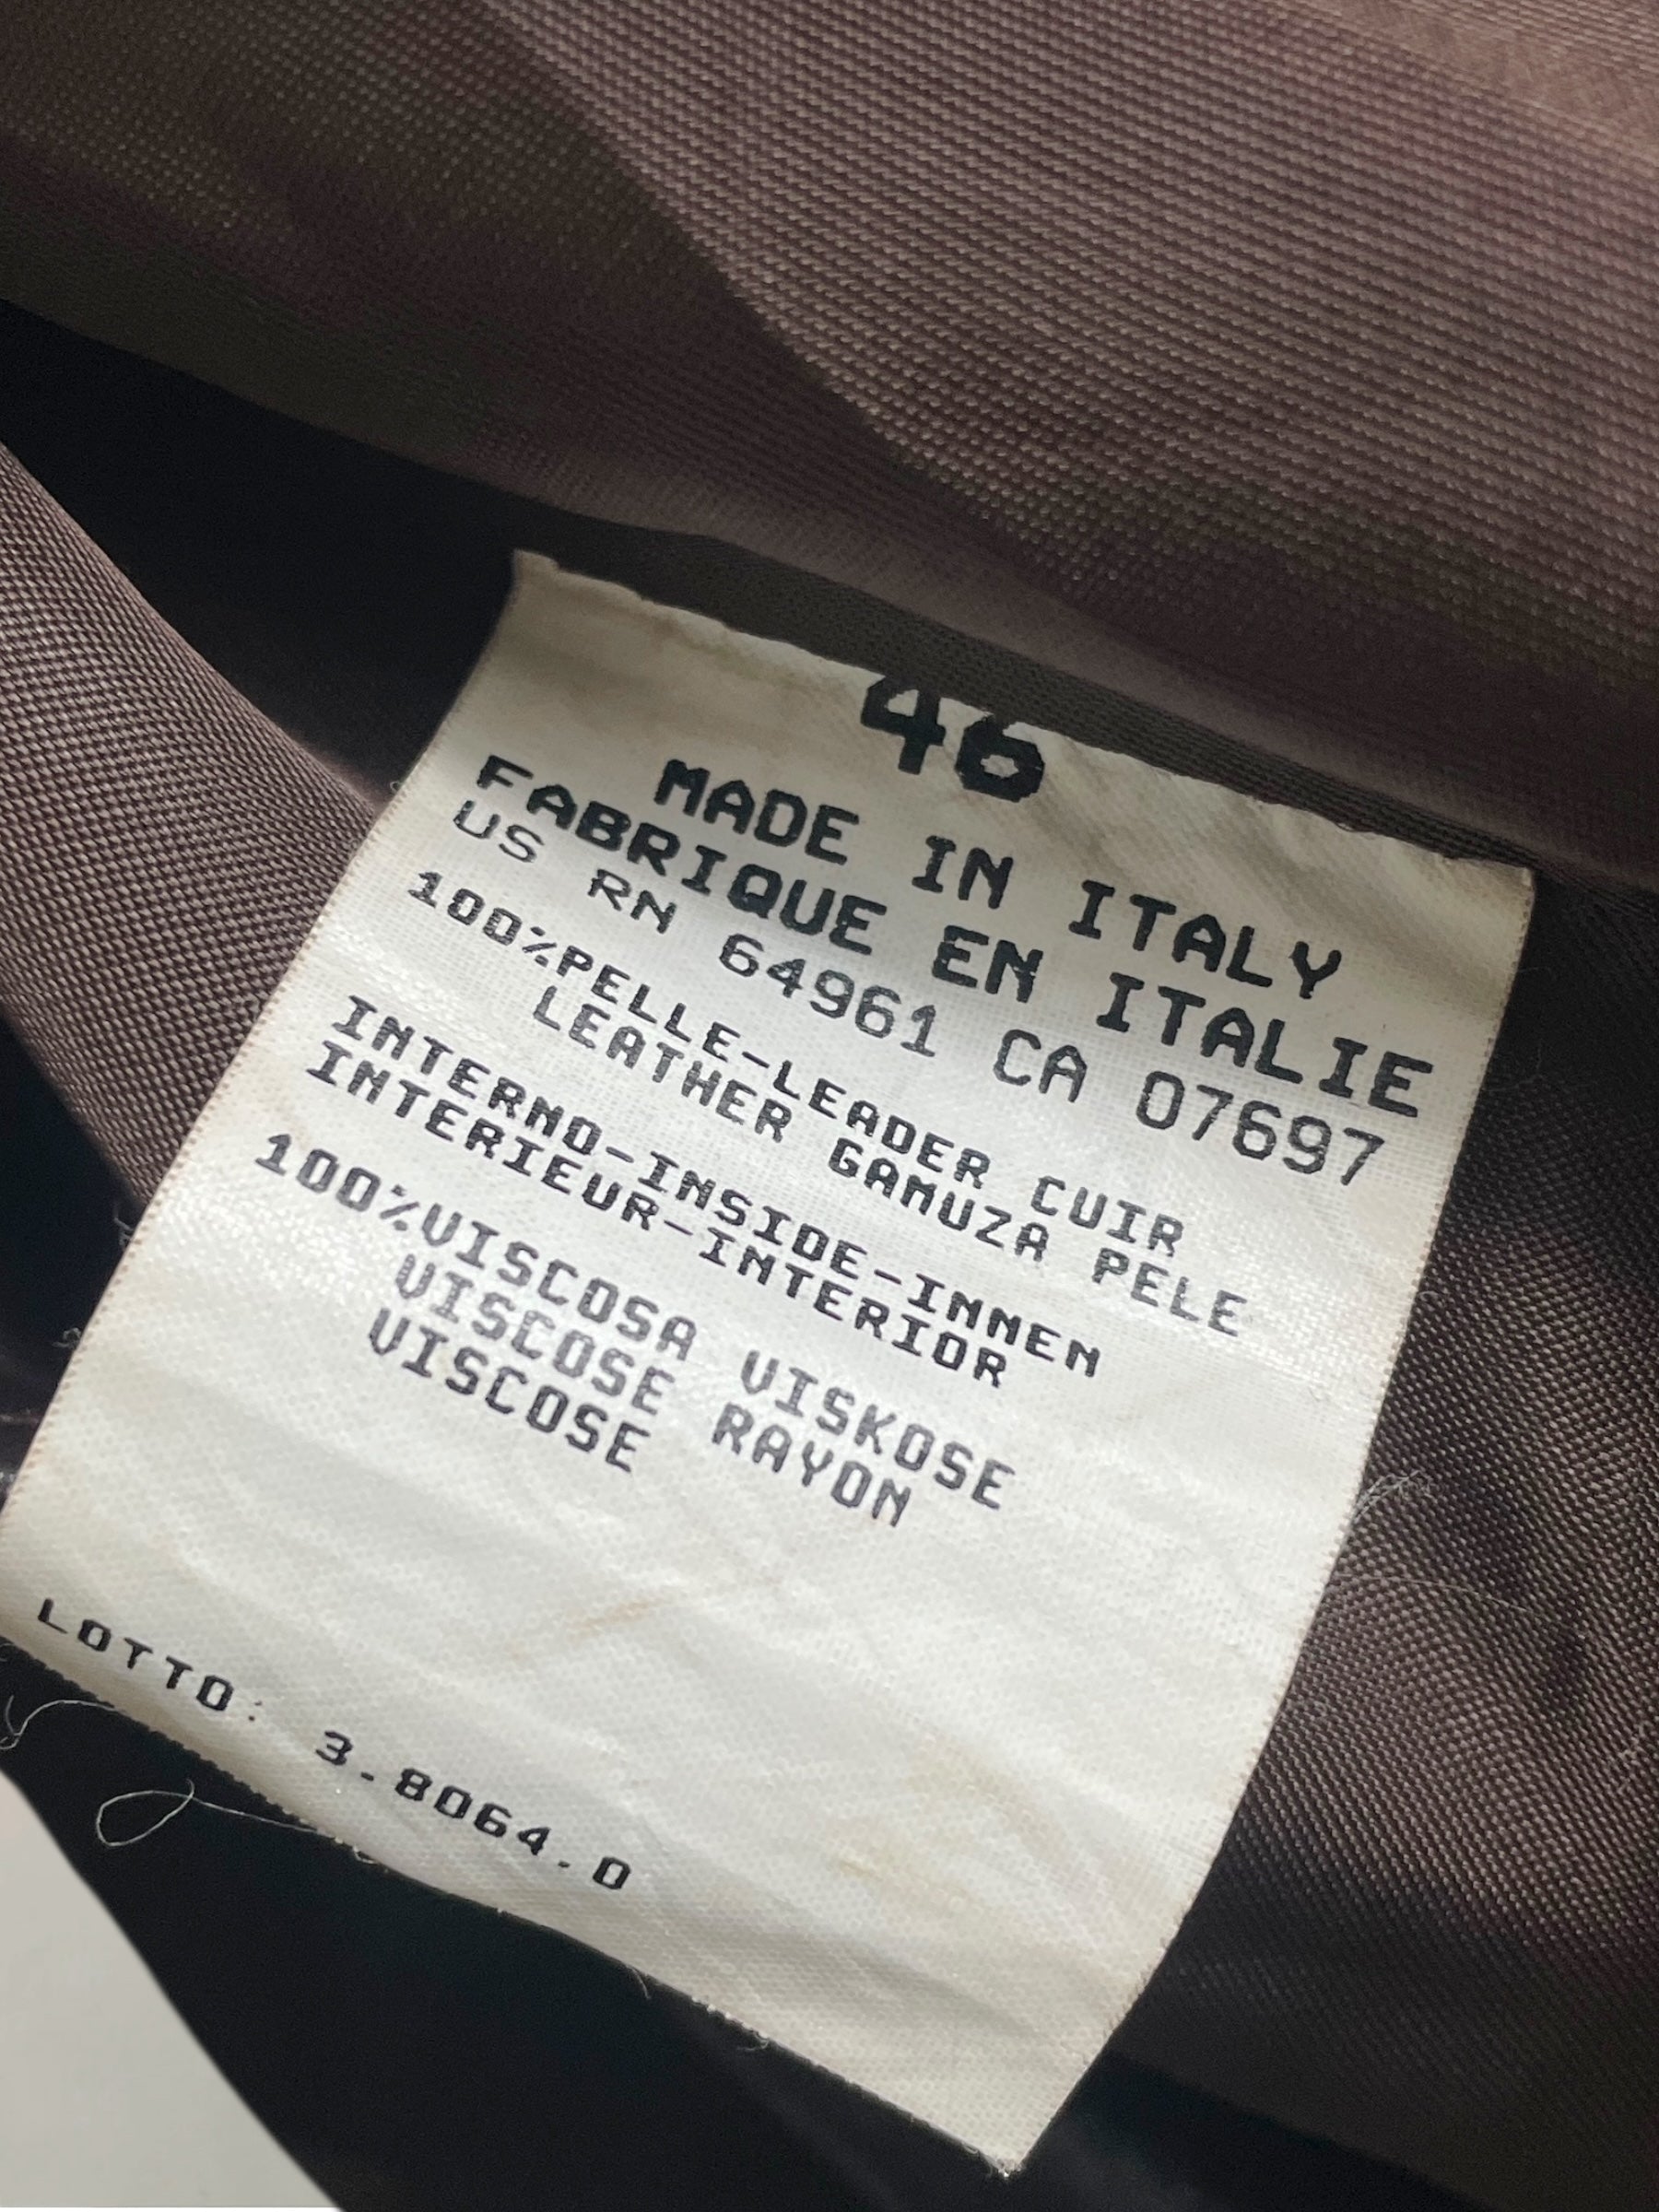 46
MADE IN ITALY
FABRIQUE EN ITALIE
US RN 64961 CA 07697
100%PELLE-LEADER CUIR
LEATHER GAMUZA PELE
INTERNO-INSIDE-INNEN
INTERIEUR-INTERIOR
100%VISCOSA VISKOSE
VISCOSE RAYON
VISCOSE
LOTTO: 3.8064.0